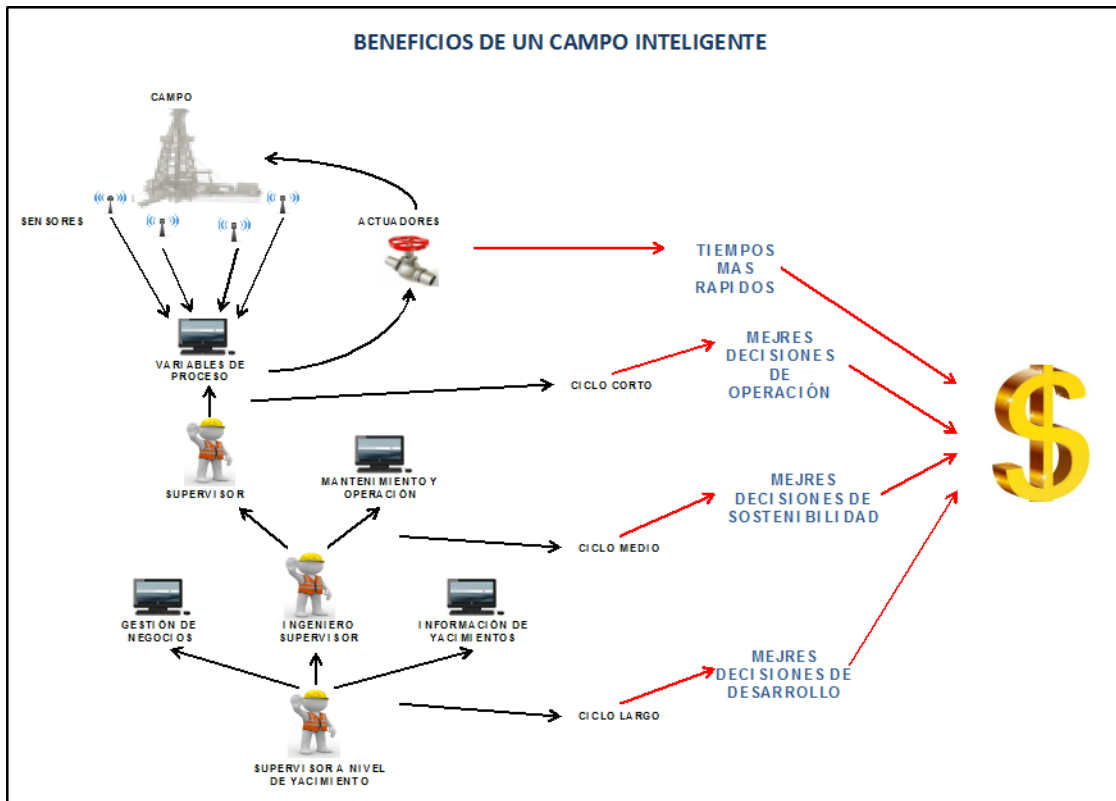 BENEFICIOS DE UN CAMPO INTELIGENTE
CAMPO
SENSORES
ACTUADORES
TIEMPOS
MAS
RAPIDOS
VARIABLES DE
PROCESO
CICLO CORTO
MEJRES
DECISIONES
DE
OPERACIÓN
SUPERVISOR
MANTENIMIENTO Y
OPERACIÓN
MEJRES
DECISIONES DE
SOSTENIBILIDAD
CICLO MEDIO
GESTIÓN DE
NEGOCIOS
INGENIERO
SUPERVISOR
INFORMACIÓN DE
YACIMIENTOS
MEJRES
DECISIONES DE
DESARROLLO
CICLO LARGO
SUPERVISOR A NIVEL
DE YACIMIENTO